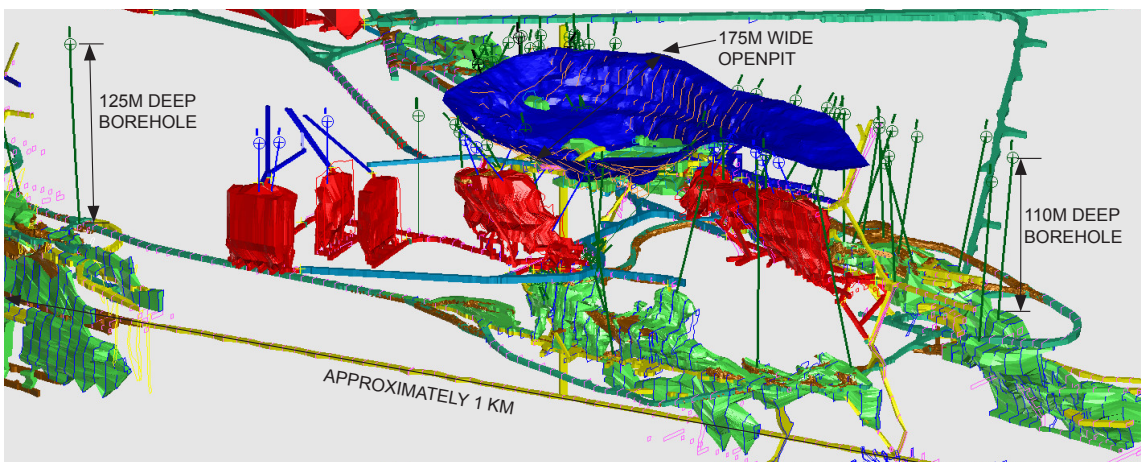 175M WIDE
OPENPIT
125M DEEP
BOREHOLE
110M DEEP
BOREHOLE
APPROXIMATELY 1 KM